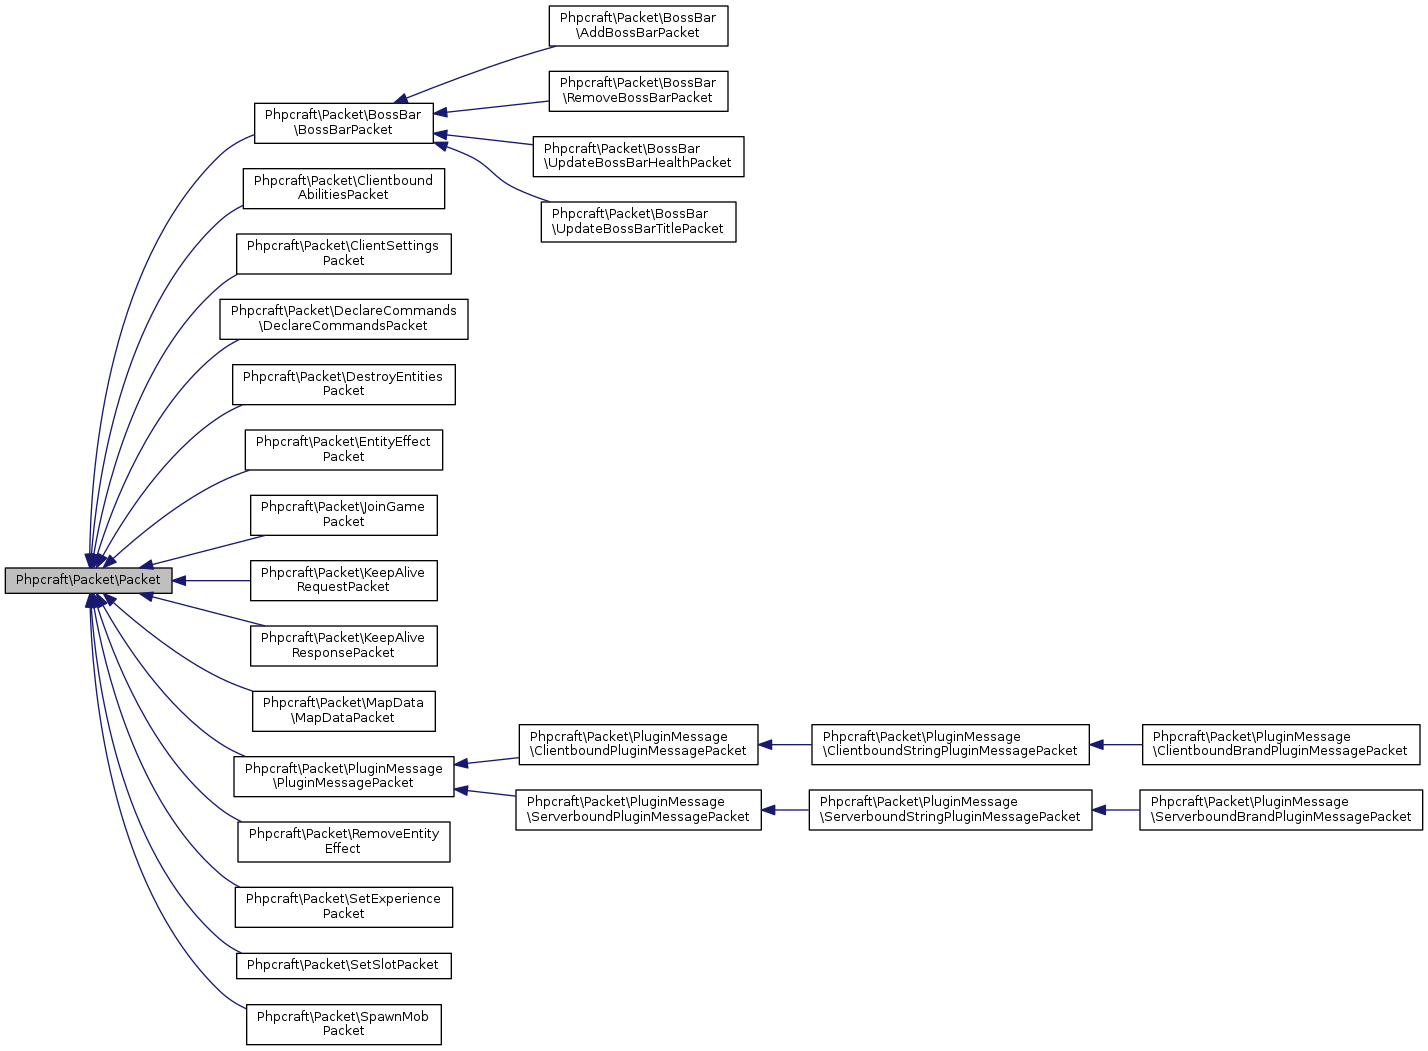 Phpcraft\Packet\BossBar
\AddBossBarPacket
Phpcraft\Packet\BossBar
\RemoveBossBarPacket
Phpcraft\Packet\BossBar
\BossBarPacket
Phpcraft\Packet\BossBar
\UpdateBossBarHealthPacket
Phpcraft\Packet\Clientbound
AbilitiesPacket
Phpcraft\Packet\BossBar
\UpdateBossBarTitlePacket
Phpcraft\Packet\ClientSettings
Packet
Phpcraft\Packet\DeclareCommands
\DeclareCommandsPacket
Phpcraft\Packet\DestroyEntities
Packet
Phpcraft\Packet\EntityEffect
Packet
Phpcraft\Packet\JoinGame
Packet
Phpcraft\Packet\Packet
Phpcraft\Packet\KeepAlive
RequestPacket
Phpcraft\Packet\KeepAlive
ResponsePacket
Phpcraft\Packet\MapData
\MapDataPacket
Phpcraft\Packet\PluginMessage
\PluginMessagePacket
Phpcraft\Packet\PluginMessage
\ClientboundPluginMessagePacket
Phpcraft\Packet\PluginMessage
\ClientboundStringPluginMessagePacket
Phpcraft\Packet\PluginMessage
\ClientboundBrandPluginMessagePacket
Phpcraft\Packet\PluginMessage
\ServerboundPluginMessagePacket
Phpcraft\Packet\PluginMessage
\ServerboundStringPluginMessagePacket
Phpcraft\Packet\PluginMessage
\ServerboundBrandPluginMessagePacket
Phpcraft\Packet\RemoveEntity
Effect
Phpcraft\Packet\SetExperience
Packet
Phpcraft\Packet\SetSlotPacket
Phpcraft\Packet\SpawnMob
Packet